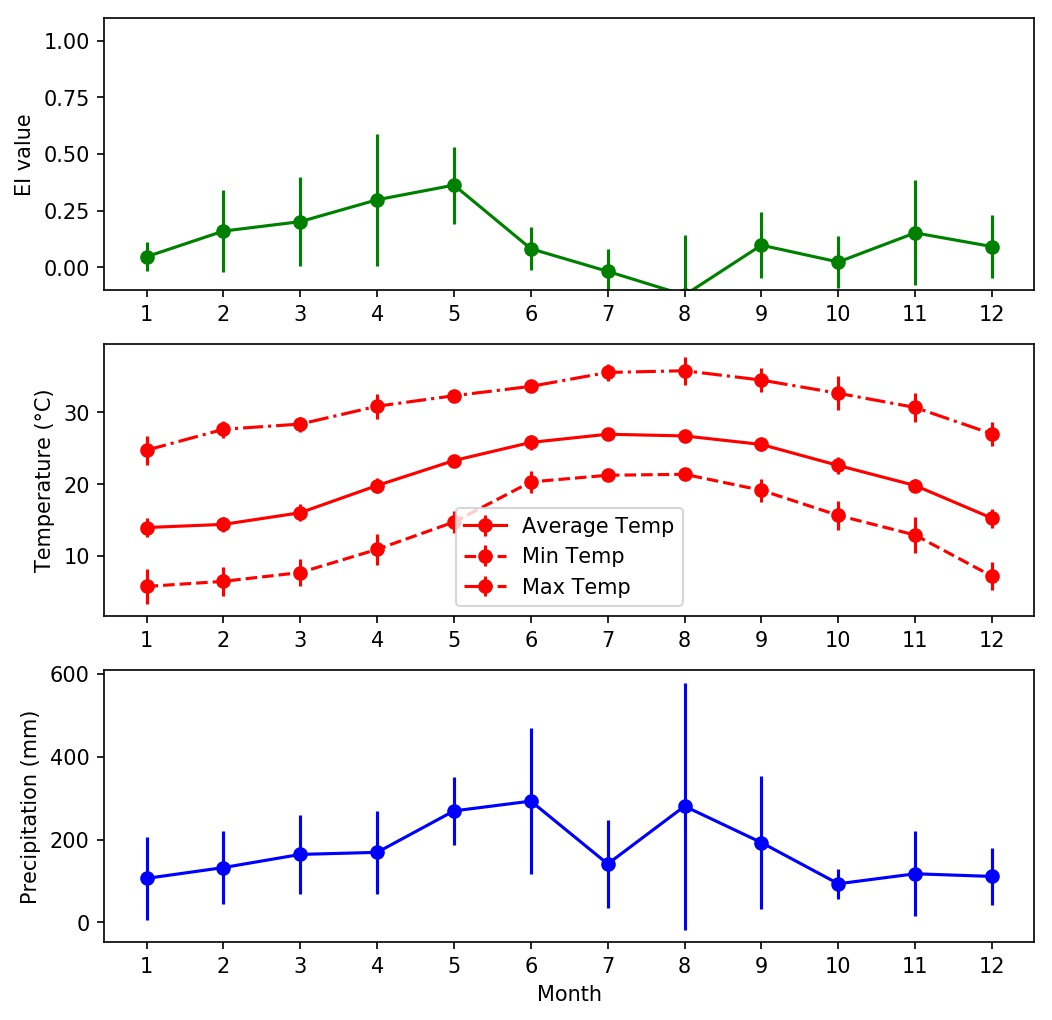 EI value
1.00
0.75
0.50
0.25
0.00
1 2 3 4 5 6 7 8 9 10 11 12
Temperature (°C)
30
20
10
Average Temp
Min Temp
Max Temp
1 2 3 4 5 6 7 8 9 10 11 12
Precipitation (mm)
600
400
200
0
1 2 3 4 5 6 7 8 9 10 11 12
Month